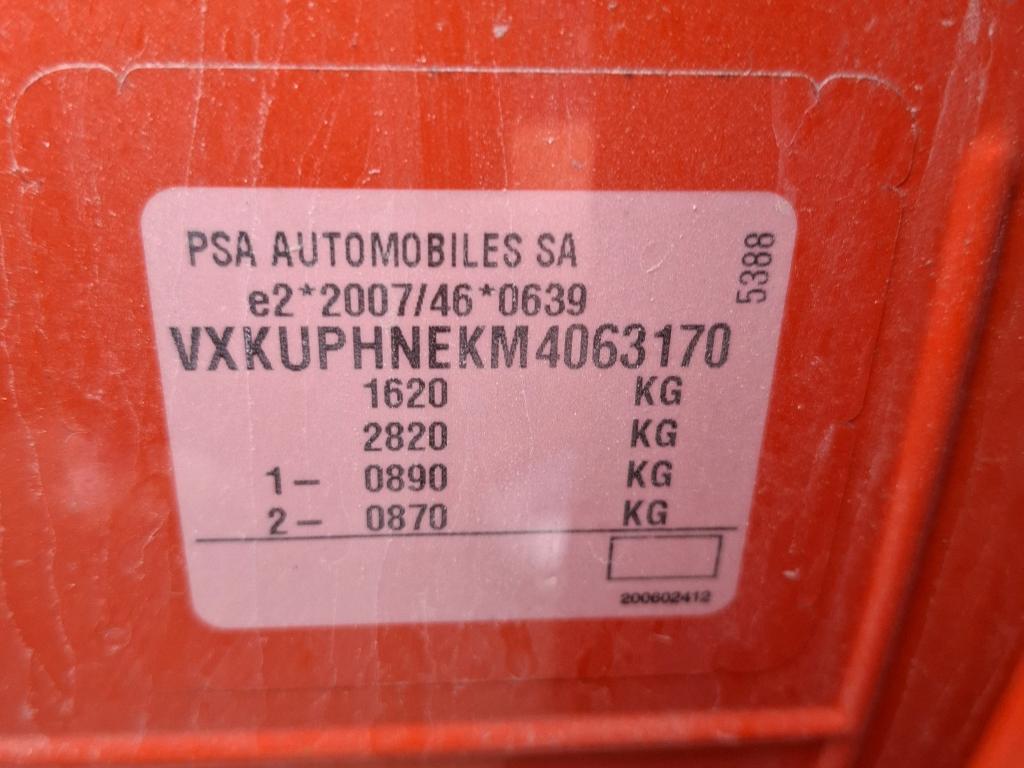 PSA AUTOMOBILES SA
5388
e2*2007/46*0639
VXKUPHNEKM4063170
1620 KG
2820 KG
1- 0890 KG
2- 0870 KG
200602412